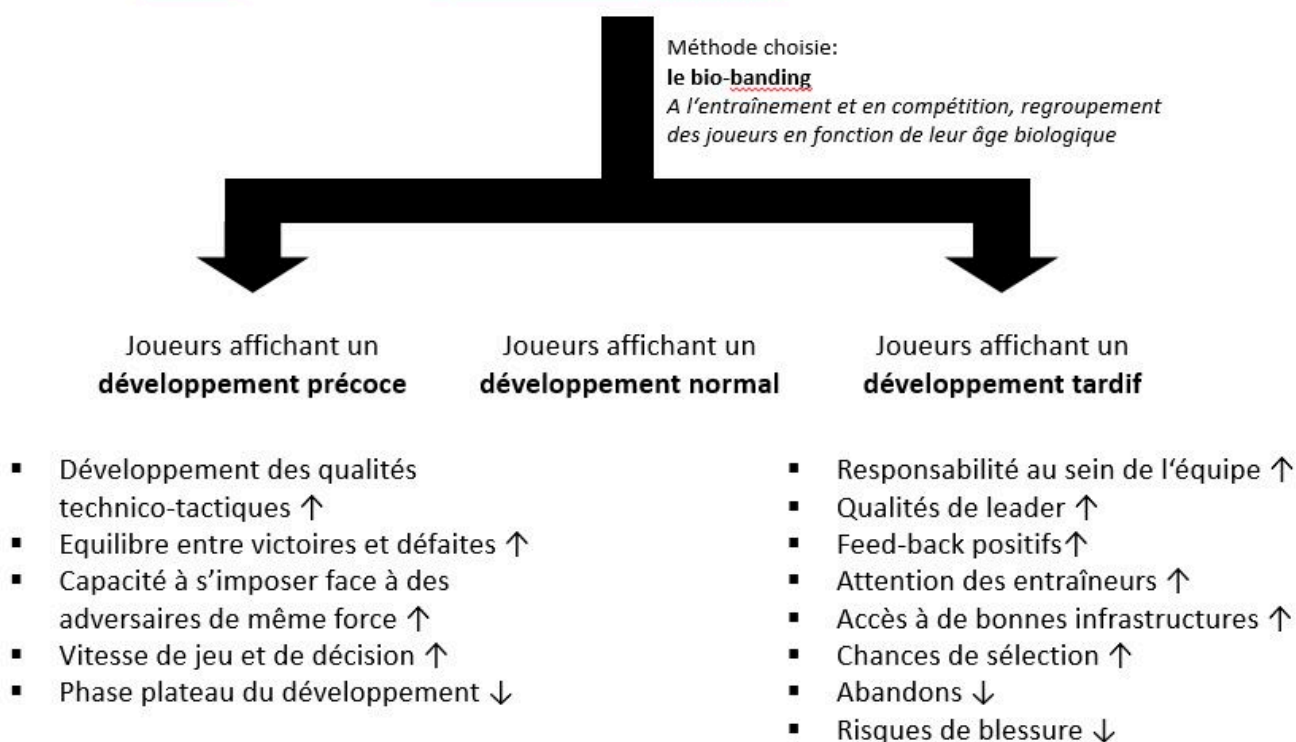 Méthode choisie:
le bio-banding
A l‘entraînement et en compétition, regroupement
des joueurs en fonction de leur âge biologique
Joueurs affichant un
développement précoce
Joueurs affichant un
développement normal
Joueurs affichant un
développement tardif
▪ Développement des qualités
technico-tactiques ↑
▪ Equilibre entre victoires et défaites ↑
▪ Capacité à s’imposer face à des
adversaires de même force ↑
▪ Vitesse de jeu et de décision ↑
▪ Phase plateau du développement ↓
▪ Responsabilité au sein de l‘équipe ↑
▪ Qualités de leader ↑
▪ Feed-back positifs↑
▪ Attention des entraîneurs ↑
▪ Accès à de bonnes infrastructures ↑
▪ Chances de sélection ↑
▪ Abandons ↓
▪ Risques de blessure ↓